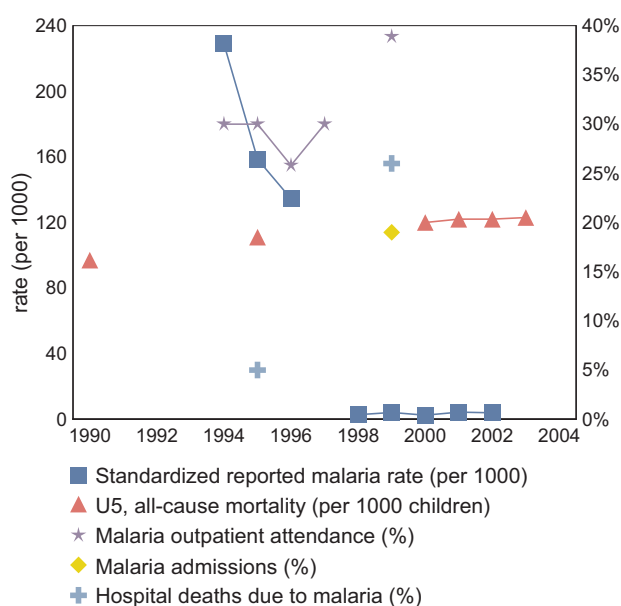 240
200
160
120
80
40
0
rate (per 1000)
40%
35%
30%
25%
20%
15%
10%
5%
0%
1990 1992 1994 1996 1998 2000 2002 2004
Standardized reported malaria rate (per 1000)
U5, all-cause mortality (per 1000 children)
Malaria outpatient attendance (%)
Malaria admissions (%)
Hospital deaths due to malaria (%)